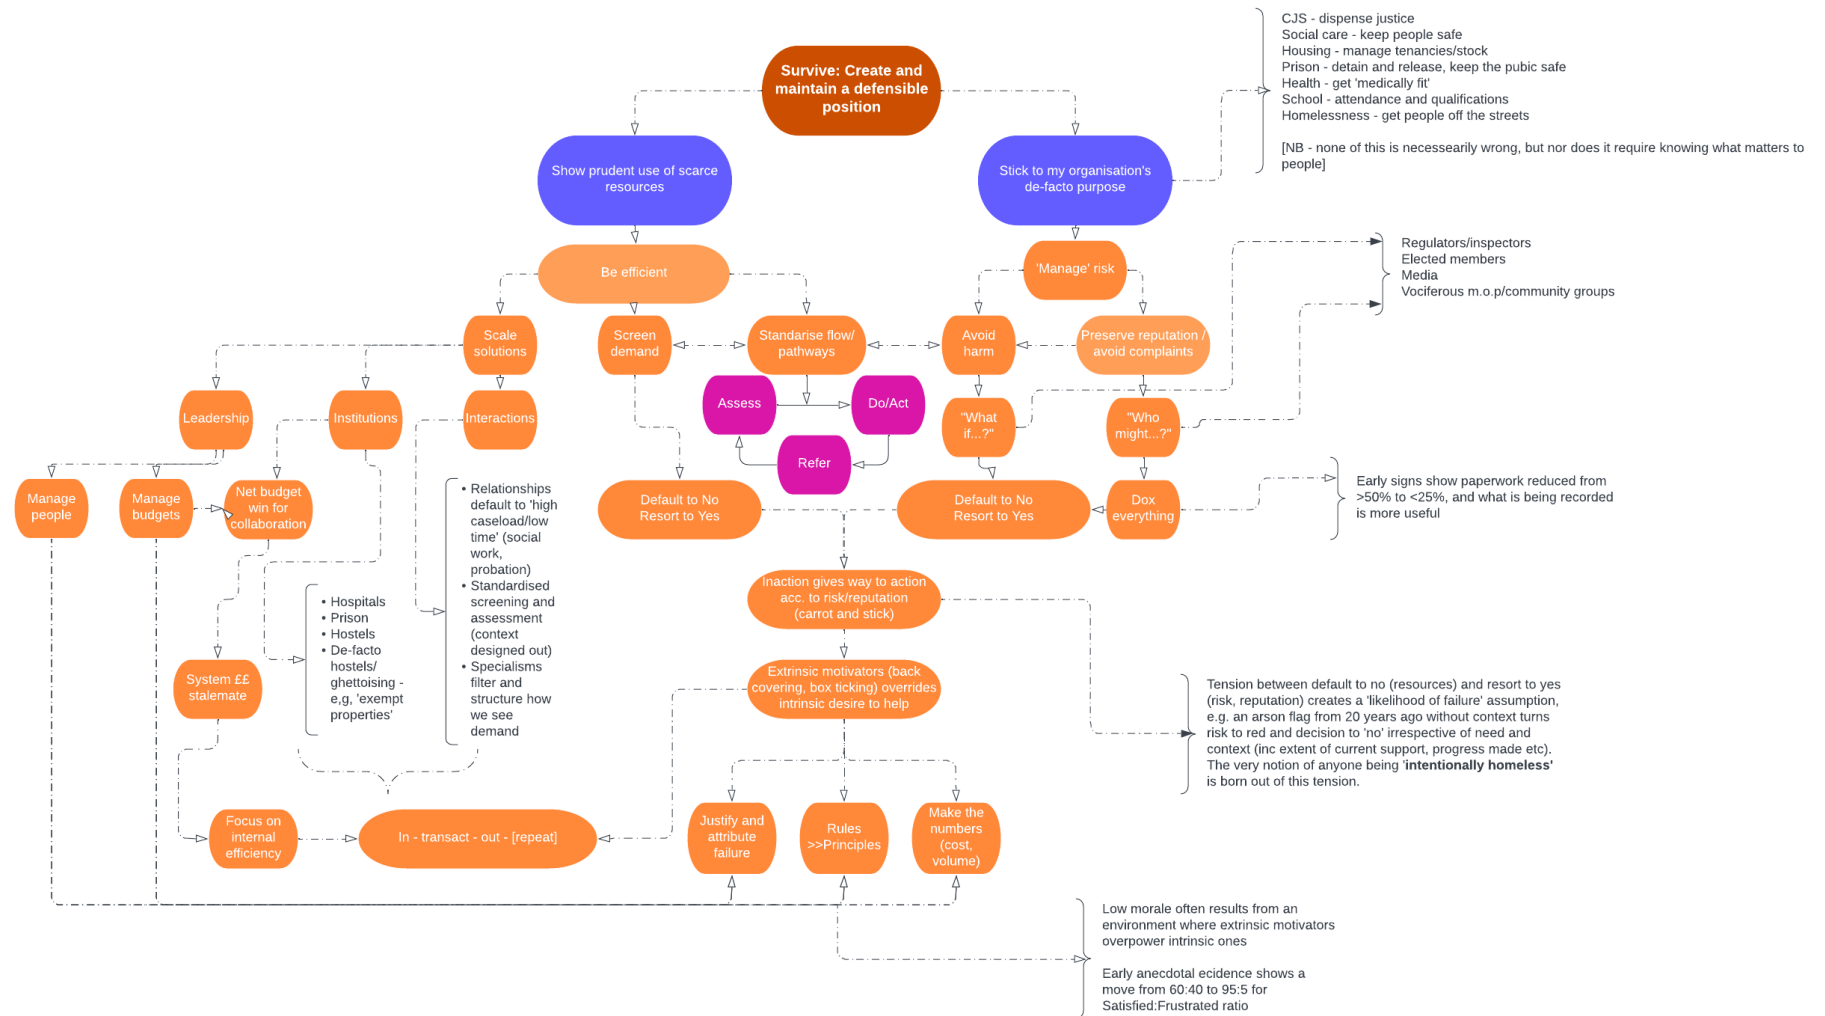 CJS - dispense justice
Social care - keep people safe
Housing - manage tenancies/stock
Prison - detain and release, keep the pubic safe
Health - get 'medically fit'
School - attendance and qualifications
Homelessness - get people off the streets
[NB - none of this is necessearily wrong, but nor does it require knowing what matters to
people]
Survive: Create and
maintain a defensible
position
Show prudent use of scarce
resources
Stick to my organisation's
de-facto purpose
Be efficient
'Manage' risk
Regulators/inspectors
Elected members
Media
Vociferous m.o.p/community groups
Scale
solutions
Screen
demand
Standarise flow/
pathways
Avoid
harm
Preserve reputation /
avoid complaints
Leadership
Institutions
Interactions
Assess
Do/Act
Refer
"What
if...?"
"Who
might...?"
Manage
people
Manage
budgets
Net budget
win for
collaboration
Default to No
Resort to Yes
Default to No
Resort to Yes
Dox
everything
Early signs show paperwork reduced from
>50% to <25%, and what is being recorded
is more useful
• Relationships
default to 'high
caseload/low
time' (social
work,
probation)
• Standardised
screening and
assessment
(context
designed out)
• Specialisms
filter and
structure how
we see
demand
• Hospitals
• Prison
• Hostels
• De-facto
hostels/
ghettoising -
e,g, 'exempt
properties'
Inaction gives way to action
acc. to risk/reputation
(carrot and stick)
System ££
stalemate
Extrinsic motivators (back
covering, box ticking) overrides
intrinsic desire to help
Tension between default to no (resources) and resort to yes
(risk, reputation) creates a 'likelihood of failure' assumption,
e.g. an arson flag from 20 years ago without context turns
risk to red and decision to 'no' irrespective of need and
context (inc extent of current support, progress made etc).
The very notion of anyone being 'intentionally homeless'
is born out of this tension.
Focus on
internal
efficiency
In - transact - out - [repeat]
Justify and
attribute
failure
Rules
>>Principles
Make the
numbers
(cost,
volume)
Low morale often results from an
environment where extrinsic motivators
overpower intrinsic ones
Early anecdotal ecidence shows a
move from 60:40 to 95:5 for
Satisfied:Frustrated ratio